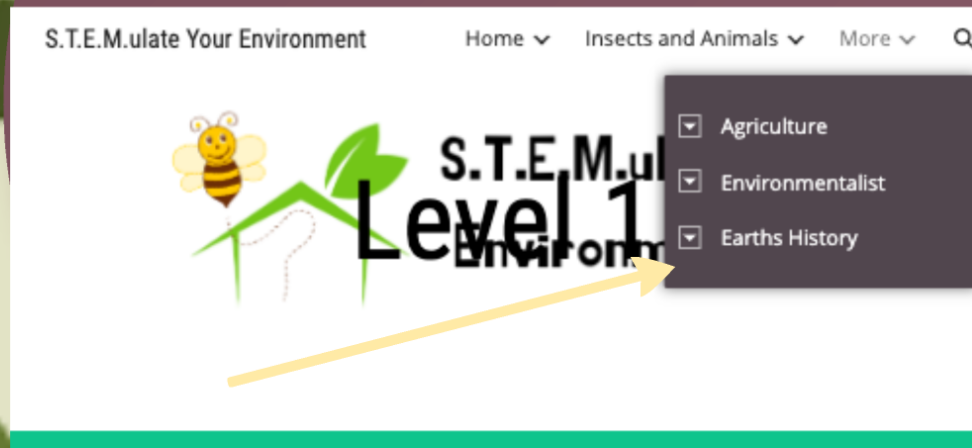 S.T.E.M.ulate Your Environment Home Insects and Animals More
Agriculture
Environmentalist
Earths History
S.T.E.M.ul
Level 1
Environm